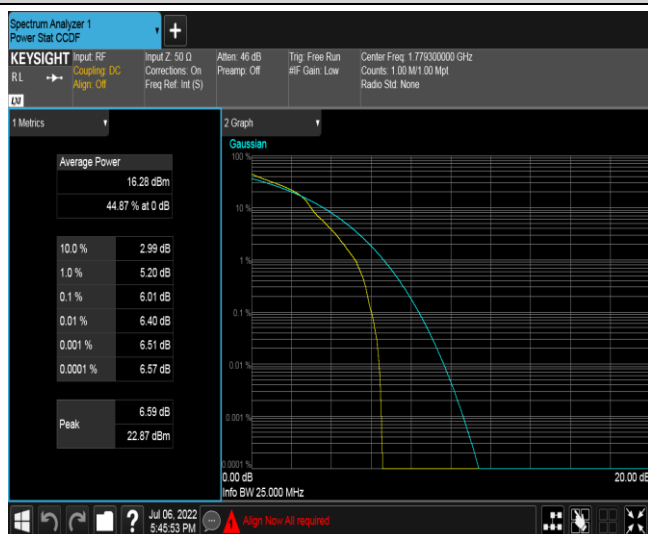 Spectrum Analyzer 1
Power Stat CCDF
+
KEYSIGHT
RL
LXI
Input: RF
Coupling: DC
Align: Off
Input Z: 50 Ω
Corrections: On
Freq Ref: Int (S)
Atten: 46 dB
Preamp: Off
Trig: Free Run
#IF Gain: Low
Center Freq: 1.779300000 GHz
Counts: 1.00 M/1.00 Mpt
Radio Std: None
1 Metrics
Average Power
16.28 dBm
44.87 % at 0 dB
10.0 % 2.99 dB
1.0 % 5.20 dB
0.1 % 6.01 dB
0.01 % 6.40 dB
0.001 % 6.51 dB
0.0001 % 6.57 dB
Peak
6.59 dB
22.87 dBm
2 Graph
Gaussian
100 %
10 %
1 %
0.1 %
0.01 %
0.001 %
0.0001 %
0.00 dB 20.00 dB
Info BW 25.000 MHz
?
Jul 06, 2022
5:45:53 PM
Align Now All required